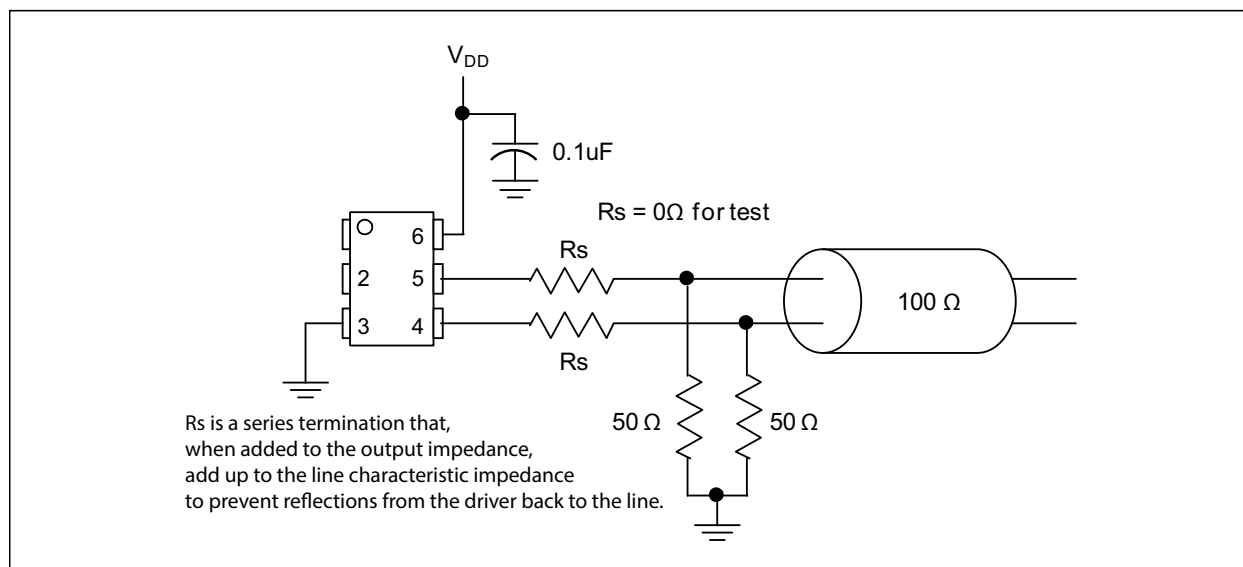 VDD
0.1uF
Rs = 0Ω for test
6
Rs
2 5
100 Ω
3 4
Rs
50 Ω 50 Ω
Rs is a series termination that,
when added to the output impedance,
add up to the line characteristic impedance
to prevent reflections from the driver back to the line.